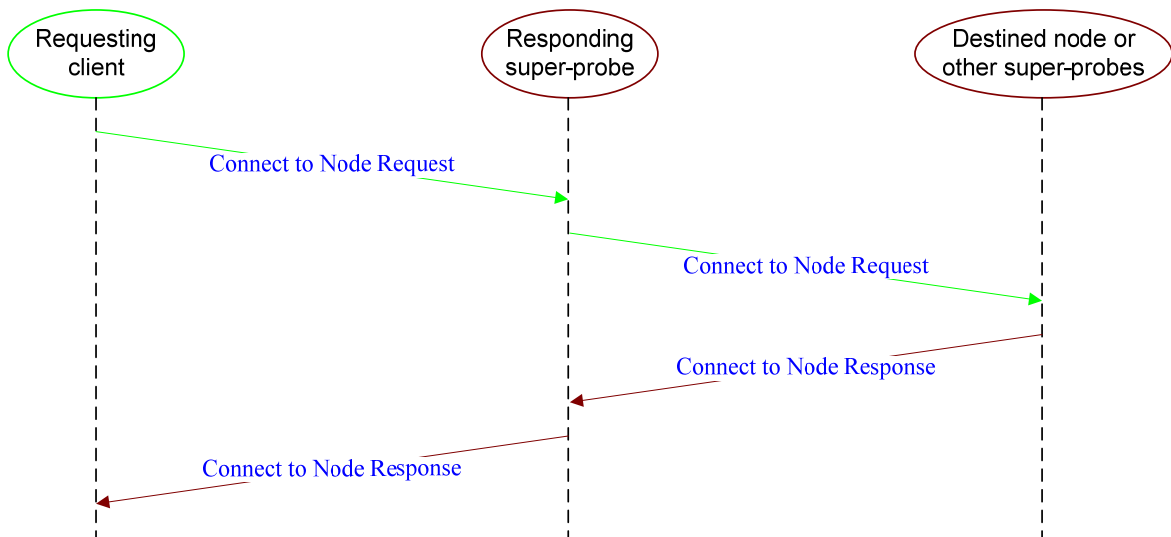 Requesting
client
Responding
super-probe
Destined node or
other super-probes
Connect to Node Request
Connect to Node Request
Connect to Node Response
Connect to Node Response